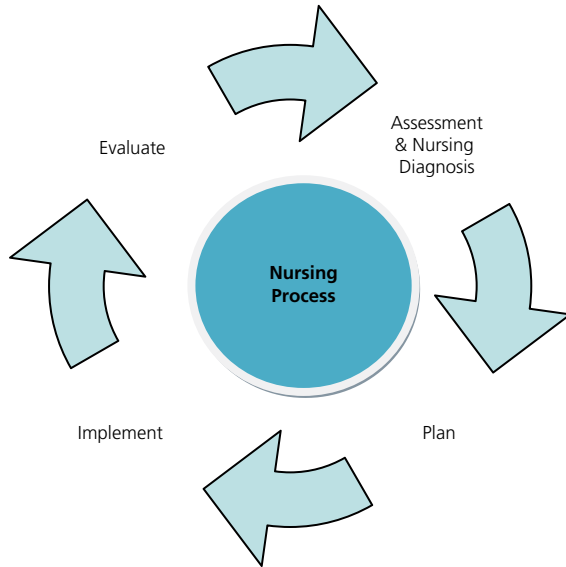 Evaluate
Assessment
& Nursing
Diagnosis
Nursing
Process
Implement
Plan